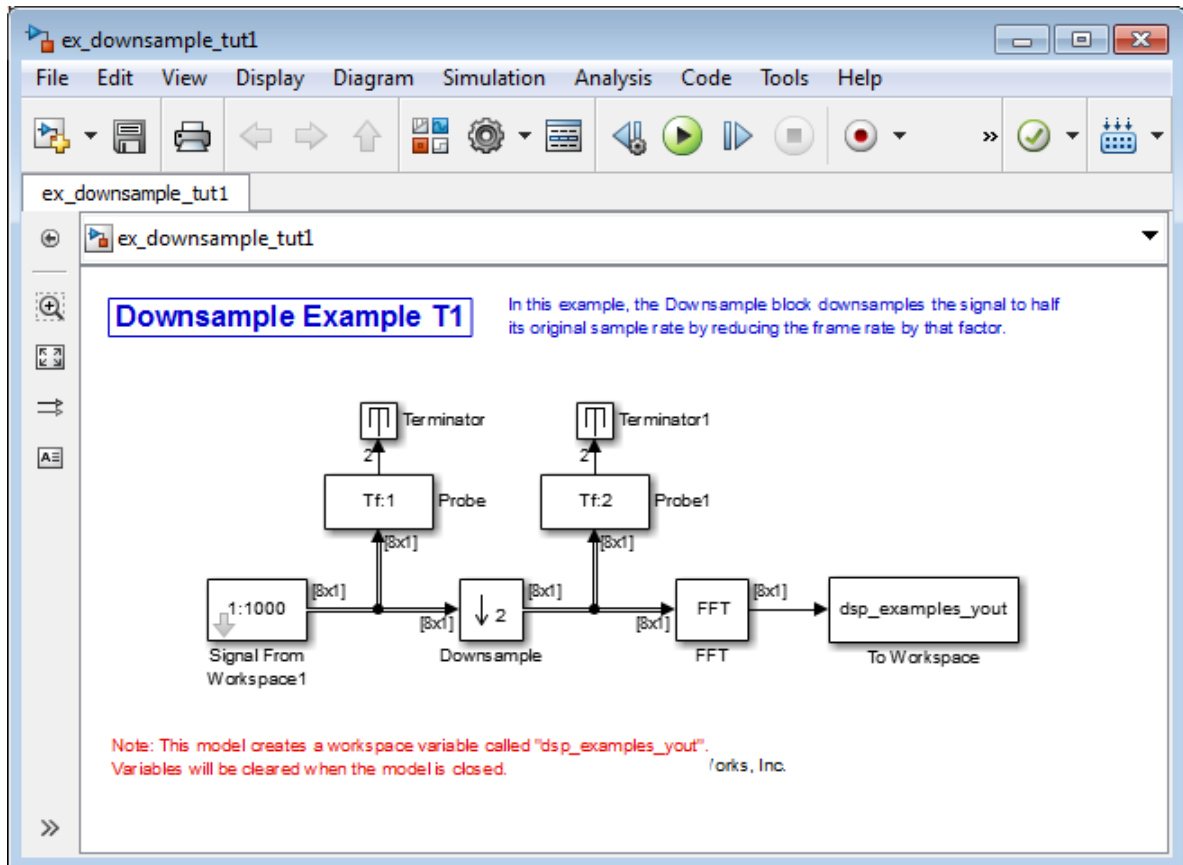 ex_downsample_tut1
File Edit View Display Diagram Simulation Analysis Code Tools Help
»
ex_downsample_tut1
ex_downsample_tut1
Downsample Example T1
In this example, the Downsample block downsamples the signal to half
its original sample rate by reducing the frame rate by that factor.
Terminator
Terminator1
2
2
Tf:1
Probe
Tf:2
Probe1
[8x1]
[8x1]
[8x1]
[8x1]
[8x1]
1:1000
2
FFT
dsp_examples_yout
[8x1]
[8x1]
Signal From
Workspace1
Downsample
FFT
To Workspace
Note: This model creates a workspace variable called "dsp_examples_yout".
Variables will be cleared when the model is closed.
Works, Inc.